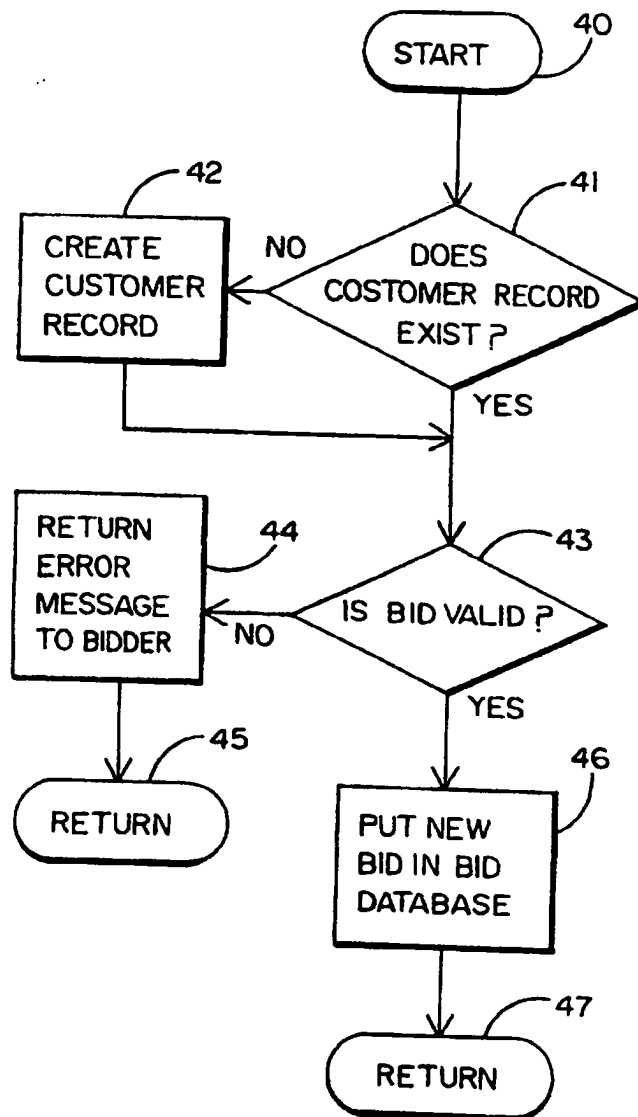 40
START
41
42
DOES
COSTOMER RECORD
EXIST?
NO
CREATE
CUSTOMER
RECORD
YES
43
44
IS BID VALID?
NO
RETURN
ERROR
MESSAGE
TO BIDDER
YES
45
RETURN
46
PUT NEW
BID IN BID
DATABASE
47
RETURN